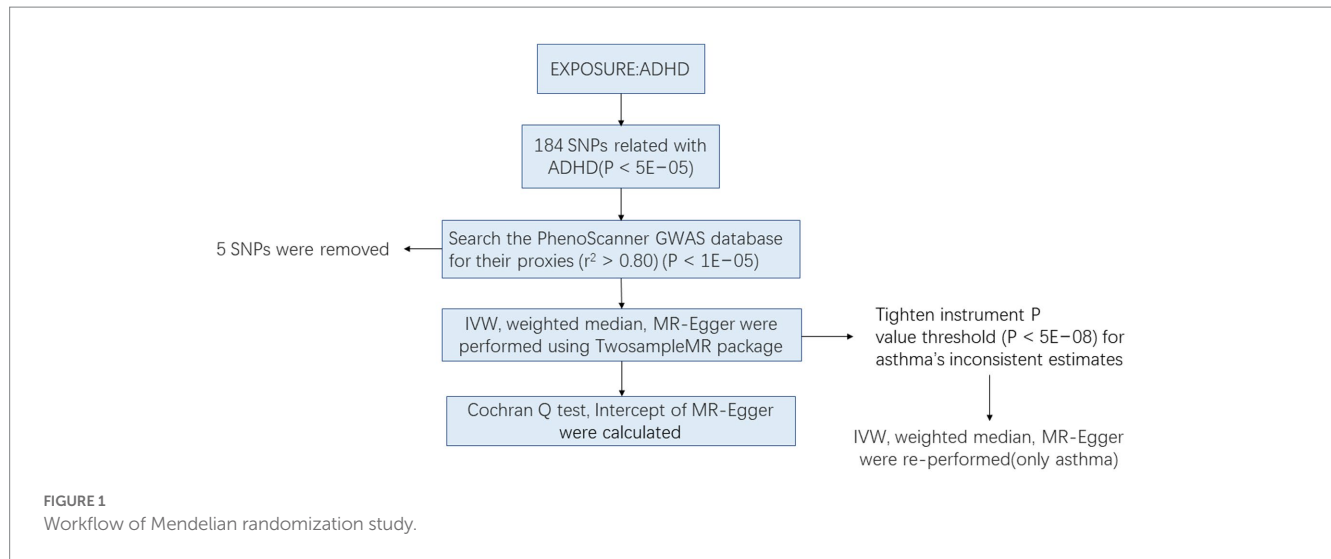 EXPOSURE:ADHD
184 SNPs related with
ADHD(P < 5E−05)
5 SNPs were removed
Search the PhenoScanner GWAS database
for their proxies (r² > 0.80) (P < 1E−05)
IVW, weighted median, MR-Egger were
performed using TwosampleMR package
Tighten instrument P
value threshold (P < 5E−08) for
asthma's inconsistent estimates
Cochran Q test, Intercept of MR-Egger
were calculated
IVW, weighted median, MR-Egger
were re-performed(only asthma)
FIGURE 1
Workflow of Mendelian randomization study.